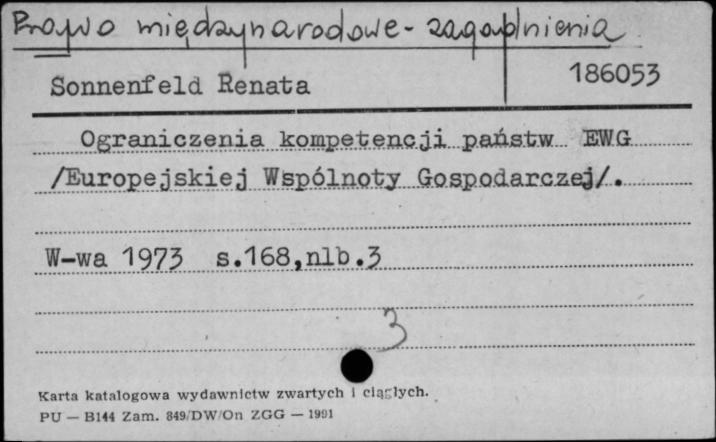 Prawo międzynarodowe - zagadnienia
Sonnenfeld Renata 186053
Ograniczenia kompetencji państw EWG
/Europejskiej Wspólnoty Gospodarczej/.
W-wa 1973 s.168,nlb.3
3
Karta katalogowa wydawnictw zwartych i ciągłych.
PU — B144 Zam. 849/DW/On ZGG — 1991